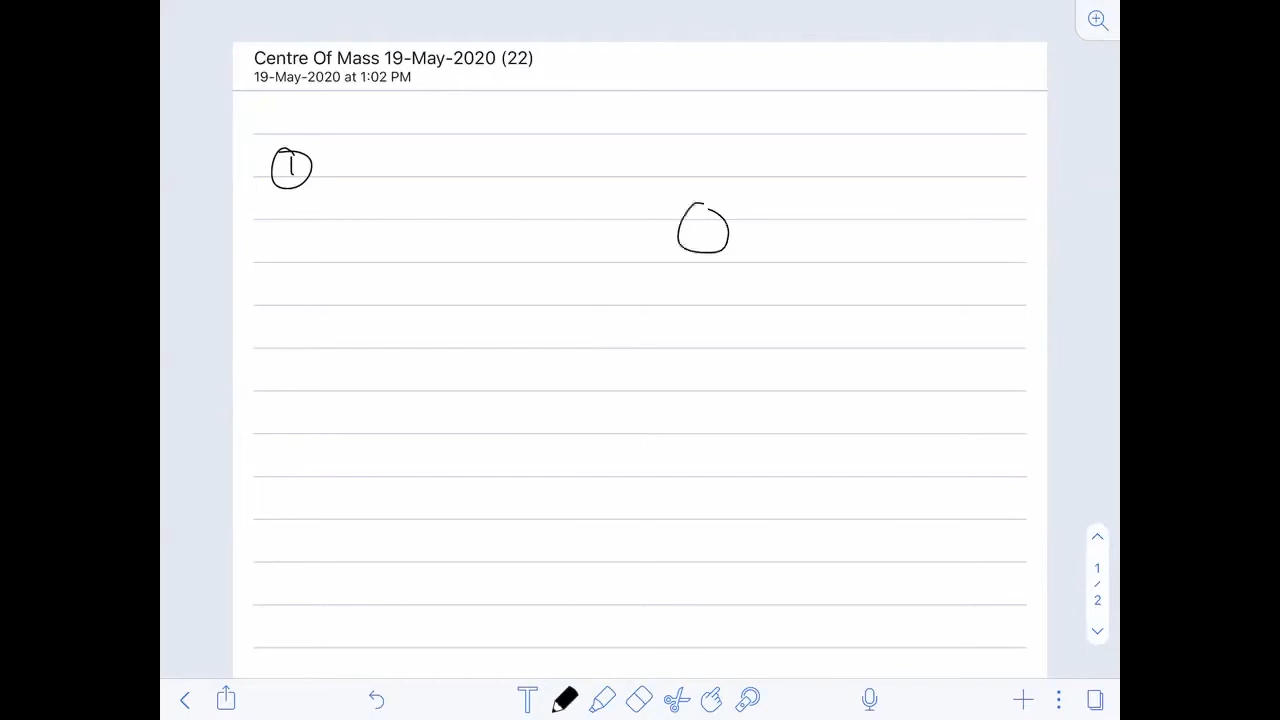 Centre Of Mass 19-May-2020 (22)
19-May-2020 at 1:02 PM
1
1
/
2
T